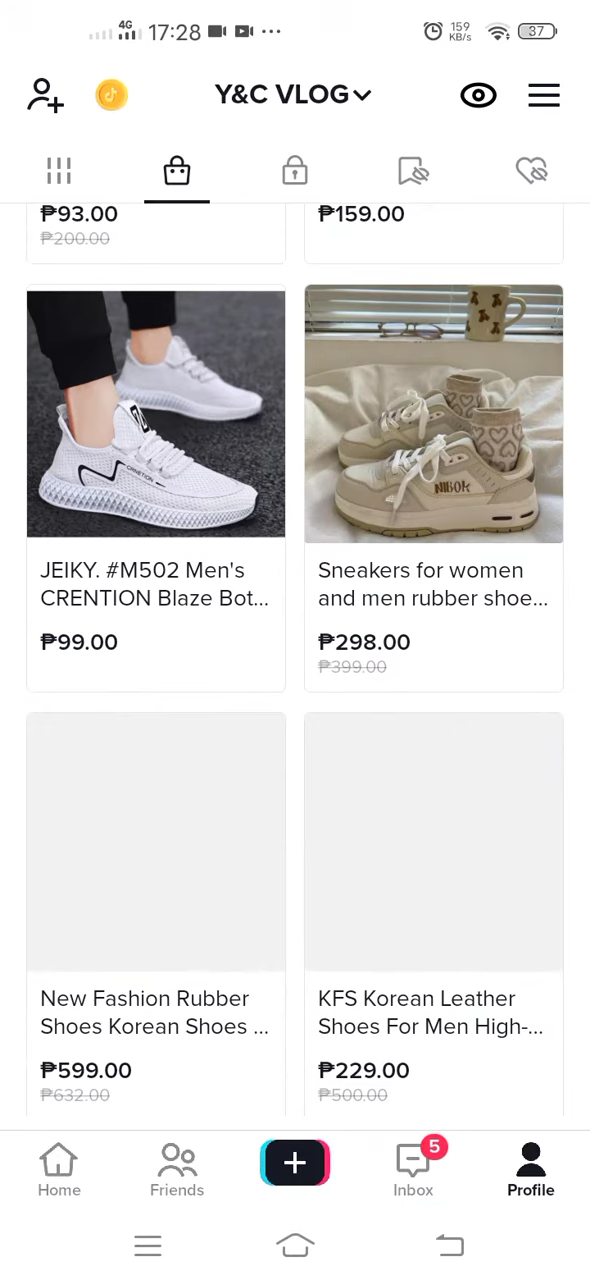 4G 17:28 159 KB/s 37
Y&C VLOG
₱93.00 ₱159.00
₱200.00
CRENTION
NIBOK
JEIKY. #M502 Men's
CRENTION Blaze Bot...
₱99.00
Sneakers for women
and men rubber shoe...
₱298.00
₱399.00
New Fashion Rubber
Shoes Korean Shoes ...
₱599.00
₱632.00
KFS Korean Leather
Shoes For Men High-...
₱229.00
₱500.00
5
Home Friends Inbox Profile